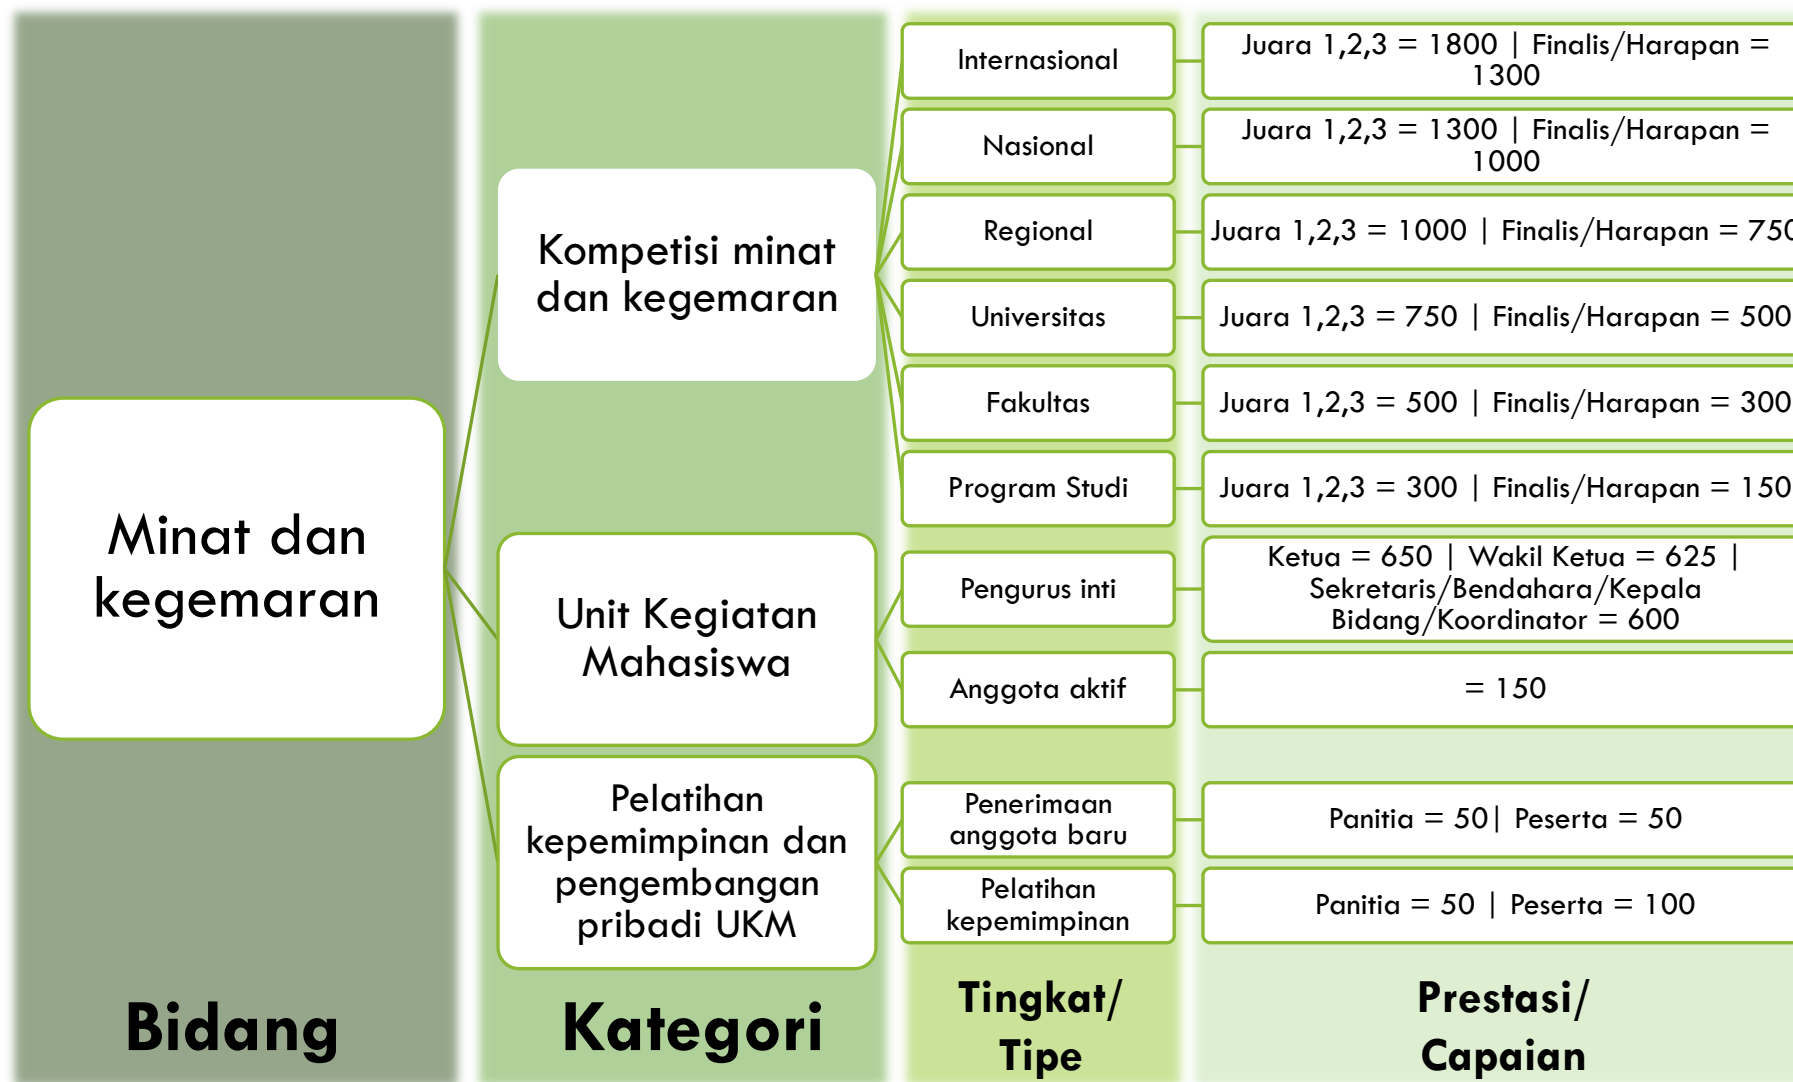 Minat dan
kegemaran
Kompetisi minat
dan kegemaran
Internasional
Juara 1,2,3 = 1800 | Finalis/Harapan =
1300
Nasional
Juara 1,2,3 = 1300 | Finalis/Harapan =
1000
Regional
Juara 1,2,3 = 1000 | Finalis/Harapan = 750
Universitas
Juara 1,2,3 = 750 | Finalis/Harapan = 500
Fakultas
Juara 1,2,3 = 500 | Finalis/Harapan = 300
Program Studi
Juara 1,2,3 = 300 | Finalis/Harapan = 150
Unit Kegiatan
Mahasiswa
Pengurus inti
Ketua = 650 | Wakil Ketua = 625 |
Sekretaris/Bendahara/Kepala
Bidang/Koordinator = 600
Anggota aktif
= 150
Pelatihan
kepemimpinan dan
pengembangan
pribadi UKM
Penerimaan
anggota baru
Panitia = 50| Peserta = 50
Pelatihan
kepemimpinan
Panitia = 50 | Peserta = 100
Bidang
Kategori
Tingkat/
Tipe
Prestasi/
Capaian